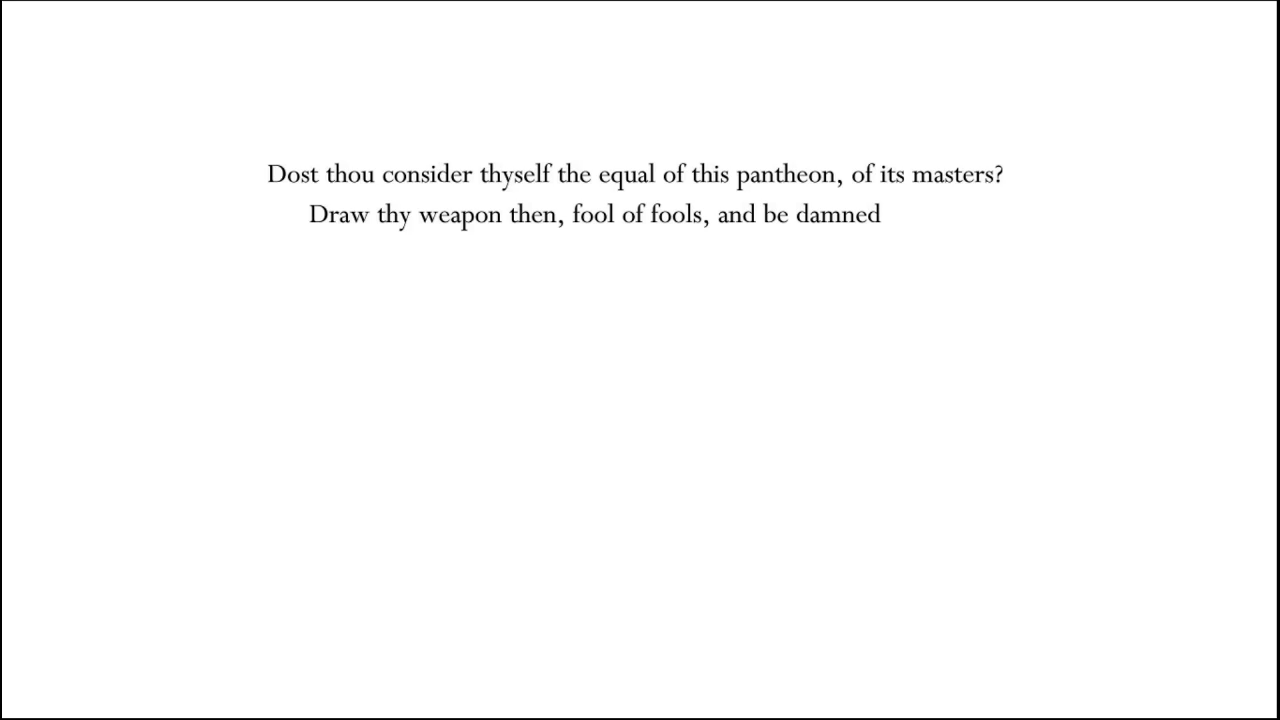 Dost thou consider thyself the equal of this pantheon, of its masters?
Draw thy weapon then, fool of fools, and be damned